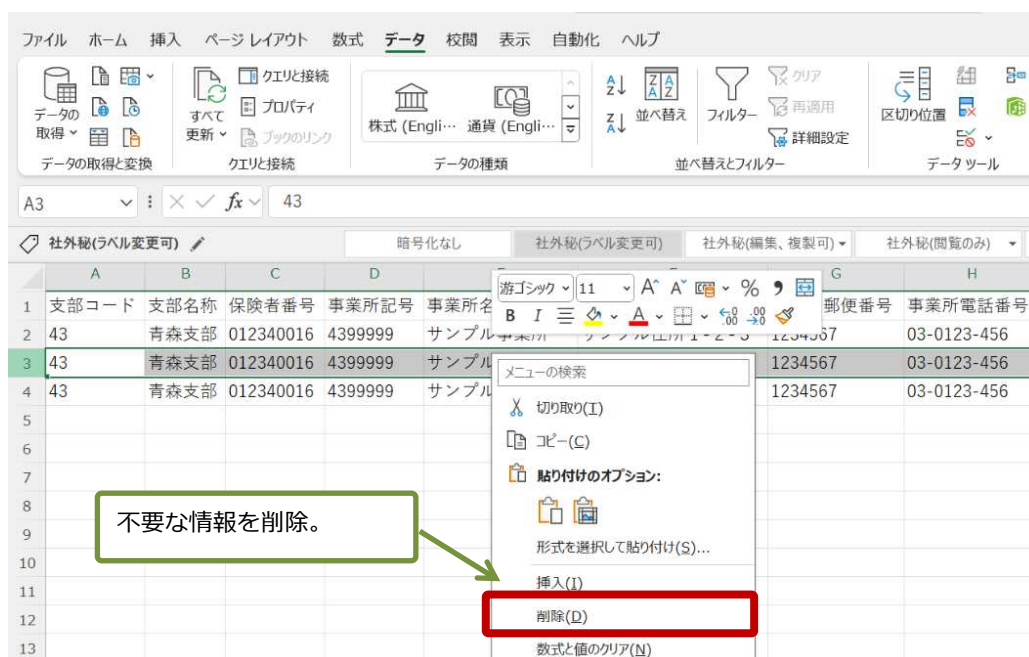 ファイル ホーム 挿入 ページ レイアウト 数式 データ 校閲 表示 自動化 ヘルプ
データの取得 すべて更新 クエリと接続 プロパティ ブックのリンク 株式 (Engli… 通貨 (Engli… 並べ替え フィルター クリア 再適用 詳細設定 区切り位置
データの取得と変換 クエリと接続 データの種類 並べ替えとフィルター データ ツール
A3 fx 43
社外秘(ラベル変更可) 暗号化なし 社外秘(ラベル変更可) 社外秘(編集、複製可) 社外秘(閲覧のみ)
A B C D G H
游ゴシック 11 A^ A˅ % 9
B I A
1 支部コード 支部名称 保険者番号 事業所記号 事業所名 郵便番号 事業所電話番号
2 43 青森支部 012340016 4399999 サンプル事業所 サンプル住所1-2-3 1234567 03-0123-456
3 43 青森支部 012340016 4399999 サンプル 1234567 03-0123-456
4 43 青森支部 012340016 4399999 サンプル 1234567 03-0123-456
5
6
7
8
9
10
11
12
13
メニューの検索
切り取り(T)
コピー(C)
貼り付けのオプション:
形式を選択して貼り付け(S)...
挿入(I)
削除(D)
数式と値のクリア(N)
不要な情報を削除。